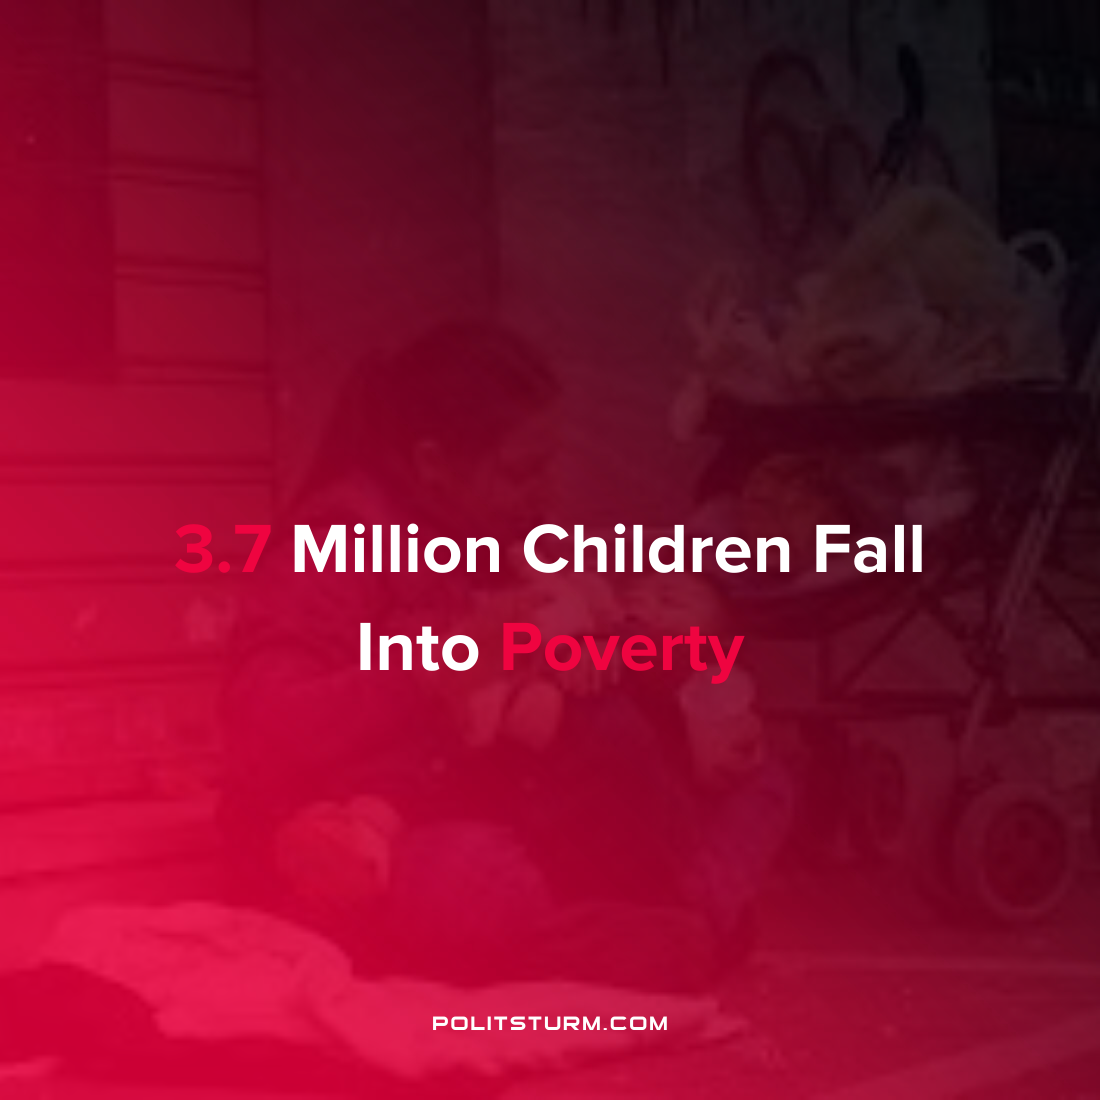 3.7 Million Children Fall
Into Poverty
POLITSTURM.COM